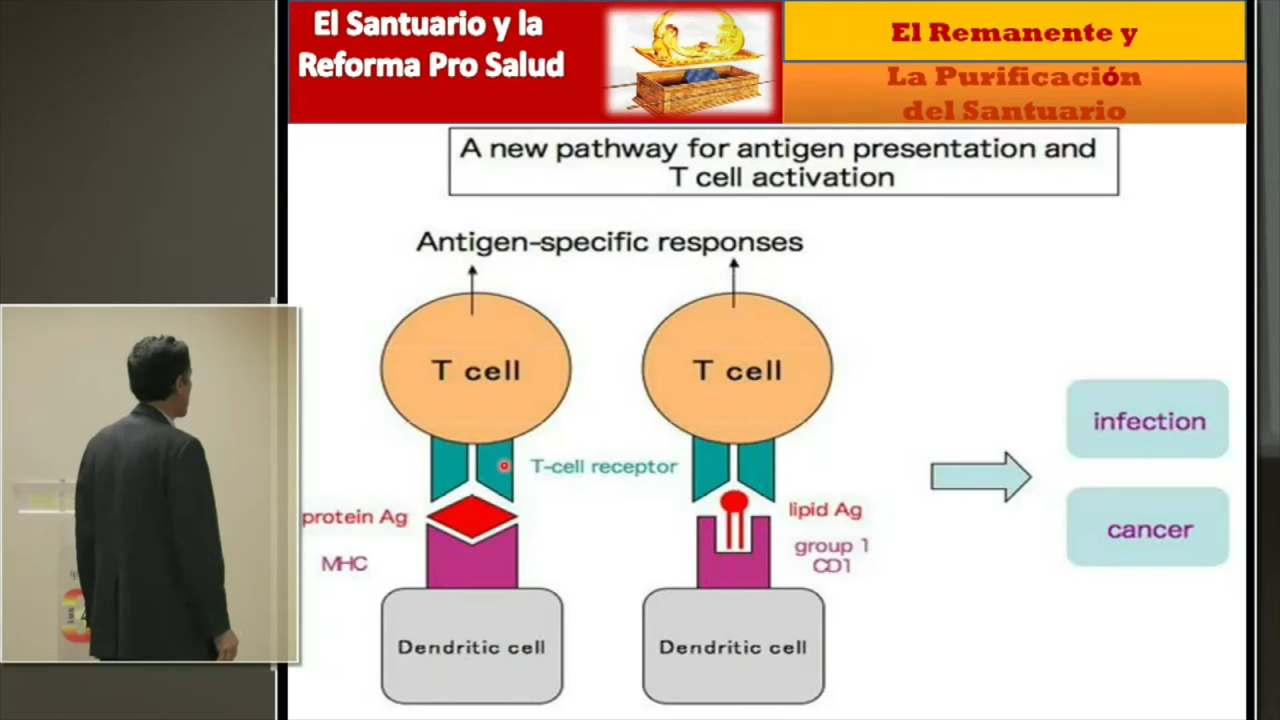 El Santuario y la
Reforma Pro Salud
El Remanente y
La Purificación
del Santuario
A new pathway for antigen presentation and
T cell activation
Antigen-specific responses
T cell
T cell
T-cell receptor
protein Ag
MHC
lipid Ag
group 1
CD1
Dendritic cell
Dendritic cell
infection
cancer